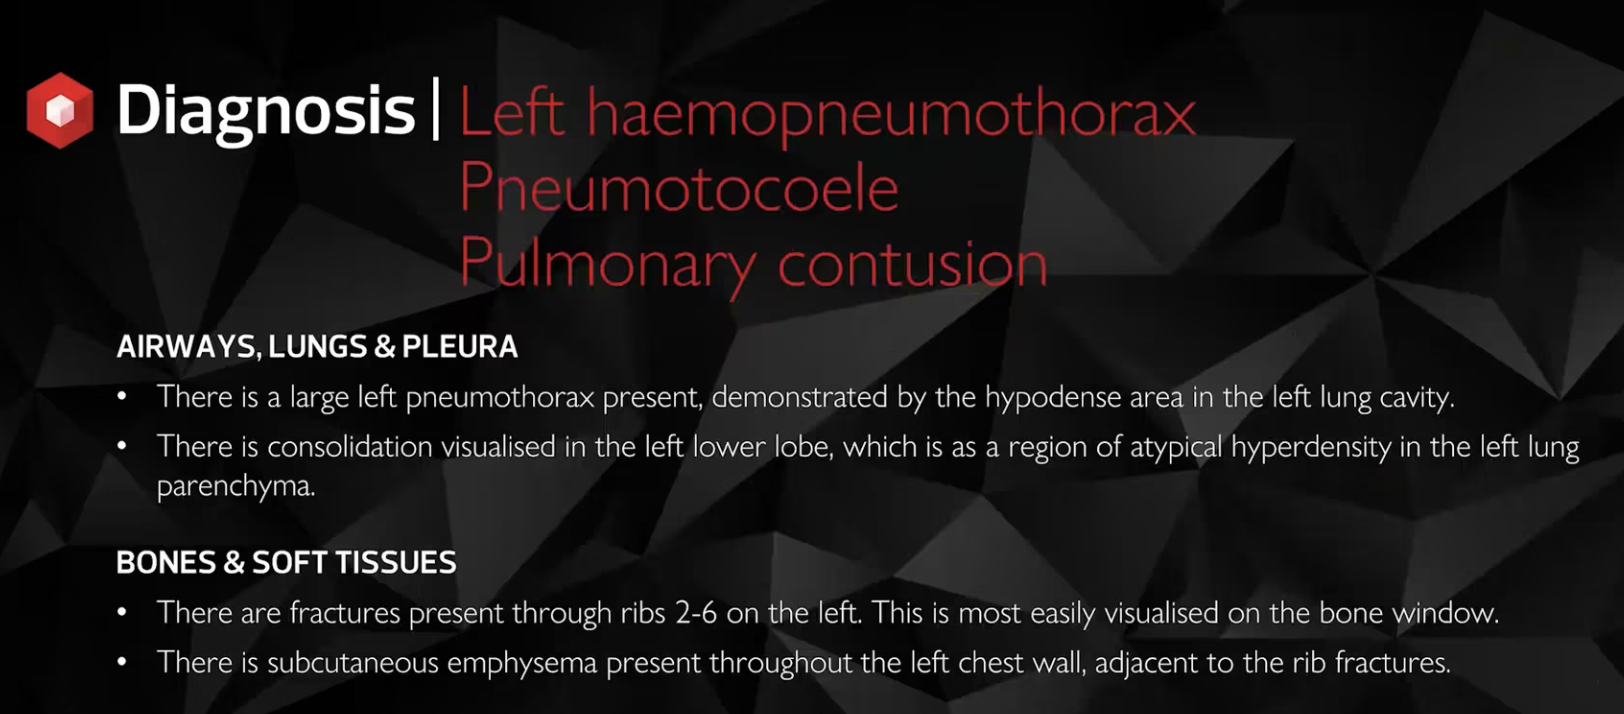 Diagnosis | Left haemopneumothorax
Pneumotocoele
Pulmonary contusion
AIRWAYS, LUNGS & PLEURA
• There is a large left pneumothorax present, demonstrated by the hypodense area in the left lung cavity.
• There is consolidation visualised in the left lower lobe, which is as a region of atypical hyperdensity in the left lung
parenchyma.
BONES & SOFT TISSUES
• There are fractures present through ribs 2-6 on the left. This is most easily visualised on the bone window.
• There is subcutaneous emphysema present throughout the left chest wall, adjacent to the rib fractures.